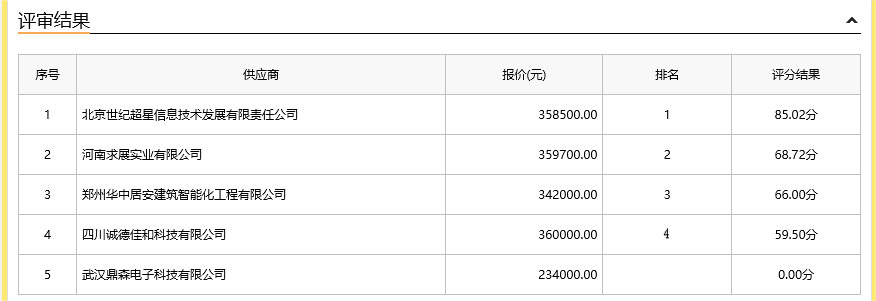 评审结果
序号 供应商 报价(元) 排名 评分结果
1 北京世纪超星信息技术发展有限责任公司 358500.00 1 85.02分
2 河南求展实业有限公司 359700.00 2 68.72分
3 郑州华中居安建筑智能化工程有限公司 342000.00 3 66.00分
4 四川诚德佳和科技有限公司 360000.00 4 59.50分
5 武汉鼎森电子科技有限公司 234000.00 0.00分